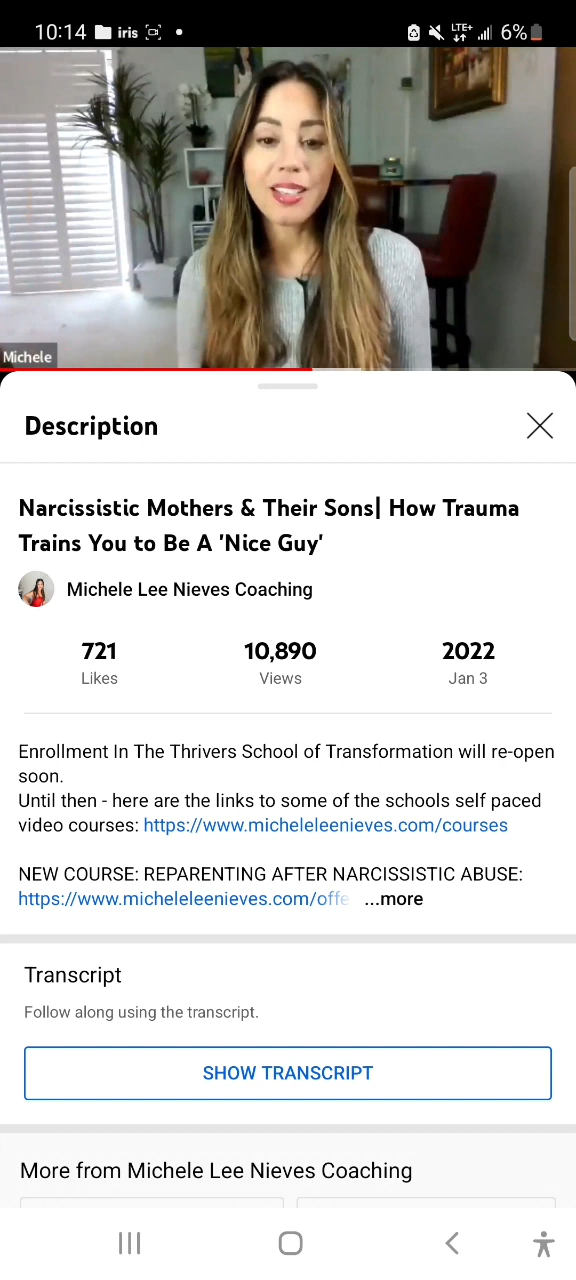 10:14 iris LTE+ 6%
Michele
Description
Narcissistic Mothers & Their Sons| How Trauma
Trains You to Be A 'Nice Guy'
Michele Lee Nieves Coaching
721 10,890 2022
Likes Views Jan 3
Enrollment In The Thrivers School of Transformation will re-open
soon.
Until then - here are the links to some of the schools self paced
video courses: https://www.micheleleenieves.com/courses
NEW COURSE: REPARENTING AFTER NARCISSISTIC ABUSE:
https://www.micheleleenieves.com/offe ...more
Transcript
Follow along using the transcript.
SHOW TRANSCRIPT
More from Michele Lee Nieves Coaching